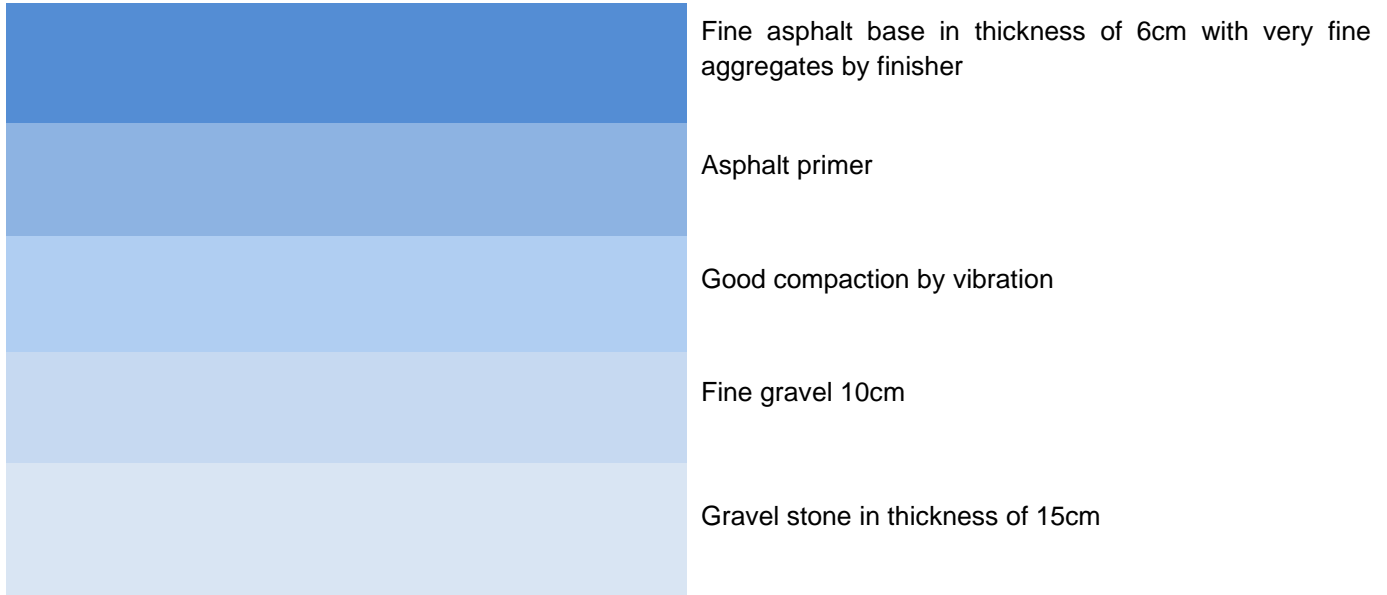 Fine asphalt base in thickness of 6cm with very fine
aggregates by finisher
Asphalt primer
Good compaction by vibration
Fine gravel 10cm
Gravel stone in thickness of 15cm